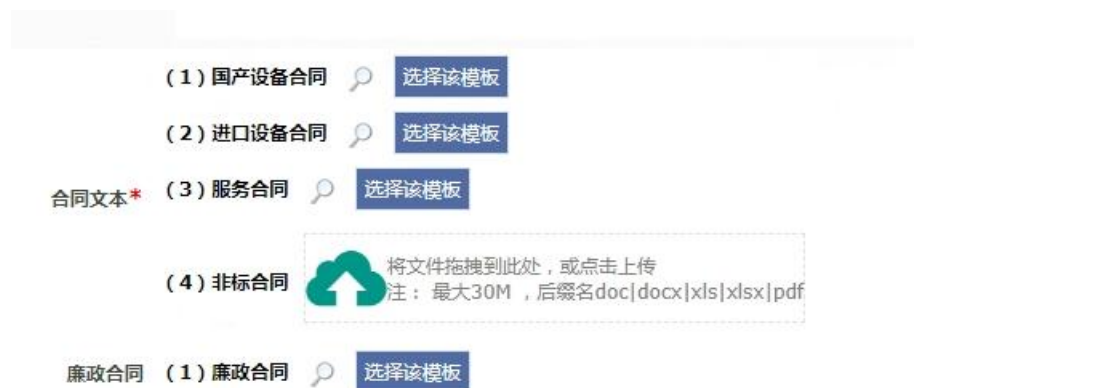 (1)国产设备合同 选择该模板
(2)进口设备合同 选择该模板
合同文本* (3)服务合同 选择该模板
(4)非标合同 将文件拖拽到此处,或点击上传
注: 最大30M ,后缀名doc|docx|xls|xlsx|pdf
廉政合同 (1)廉政合同 选择该模板